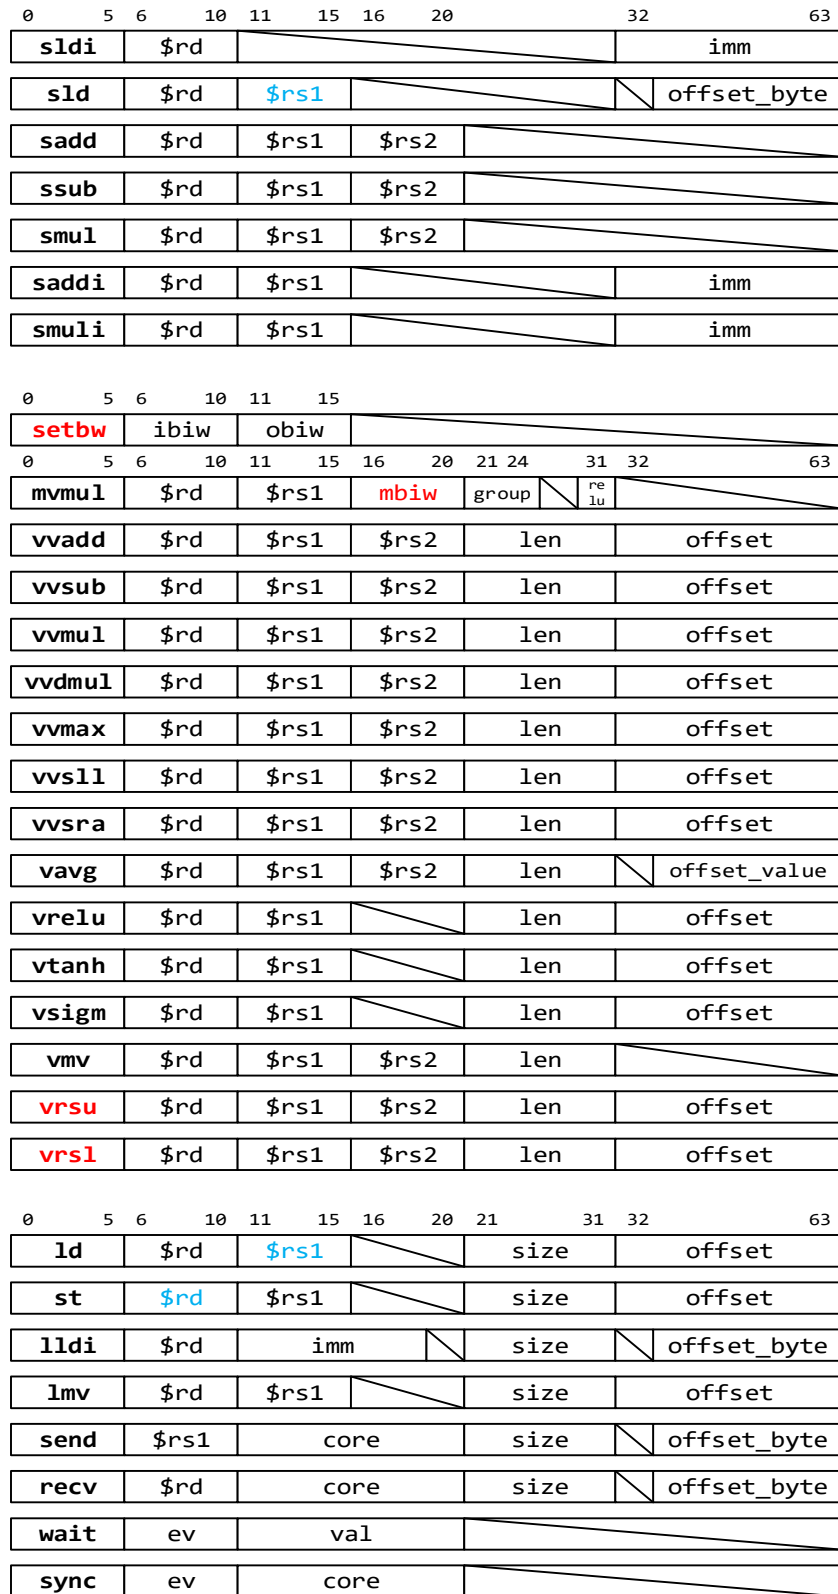 0 5 6 10 11 15 16 20 32 63
sldi $rd imm
sld $rd $rs1 offset_byte
sadd $rd $rs1 $rs2
ssub $rd $rs1 $rs2
smul $rd $rs1 $rs2
saddi $rd $rs1 imm
smuli $rd $rs1 imm
0 5 6 10 11 15
setbw ibiw obiw
0 5 6 10 11 15 16 20 21 24 31 32 63
mvmul $rd $rs1 mbiw group re
lu
vvadd $rd $rs1 $rs2 len offset
vvsub $rd $rs1 $rs2 len offset
vvmul $rd $rs1 $rs2 len offset
vvdmul $rd $rs1 $rs2 len offset
vvmax $rd $rs1 $rs2 len offset
vvsll $rd $rs1 $rs2 len offset
vvsra $rd $rs1 $rs2 len offset
vavg $rd $rs1 $rs2 len offset_value
vrelu $rd $rs1 len offset
vtanh $rd $rs1 len offset
vsigm $rd $rs1 len offset
vmv $rd $rs1 $rs2 len
vrsu $rd $rs1 $rs2 len offset
vrsl $rd $rs1 $rs2 len offset
0 5 6 10 11 15 16 20 21 31 32 63
ld $rd $rs1 size offset
st $rd $rs1 size offset
lldi $rd imm size offset_byte
lmv $rd $rs1 size offset
send $rs1 core size offset_byte
recv $rd core size offset_byte
wait ev val
sync ev core